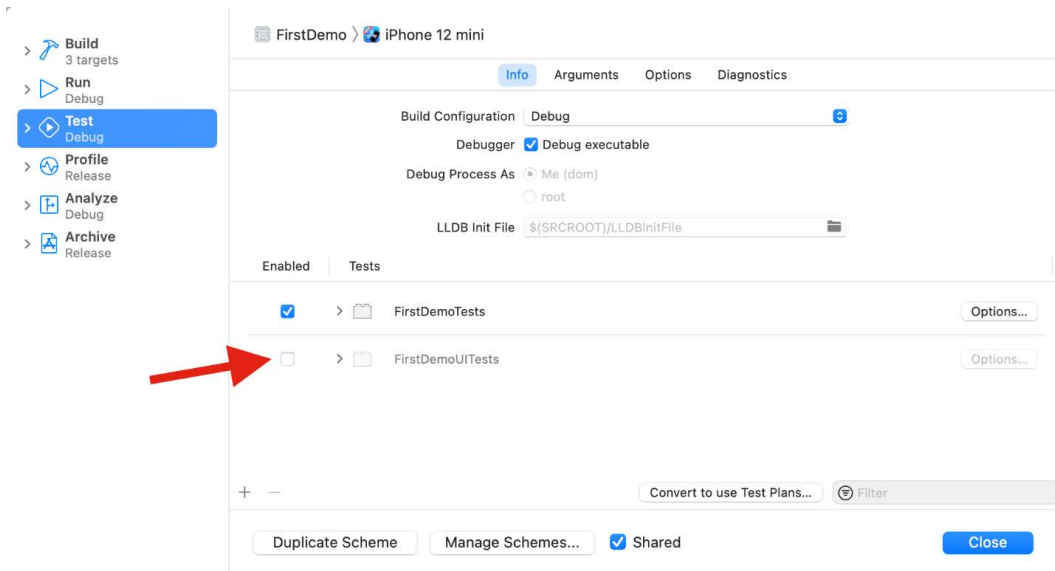 Build
3 targets
Run
Debug
Test
Debug
Profile
Release
Analyze
Debug
Archive
Release
FirstDemo 〉 iPhone 12 mini
Info Arguments Options Diagnostics
Build Configuration Debug
Debugger Debug executable
Debug Process As Me (dom)
root
LLDB Init File $(SRCROOT)/LLDBInitFile
Enabled Tests
FirstDemoTests Options...
FirstDemoUITests Options...
+ − Convert to use Test Plans... Filter
Duplicate Scheme Manage Schemes... Shared Close